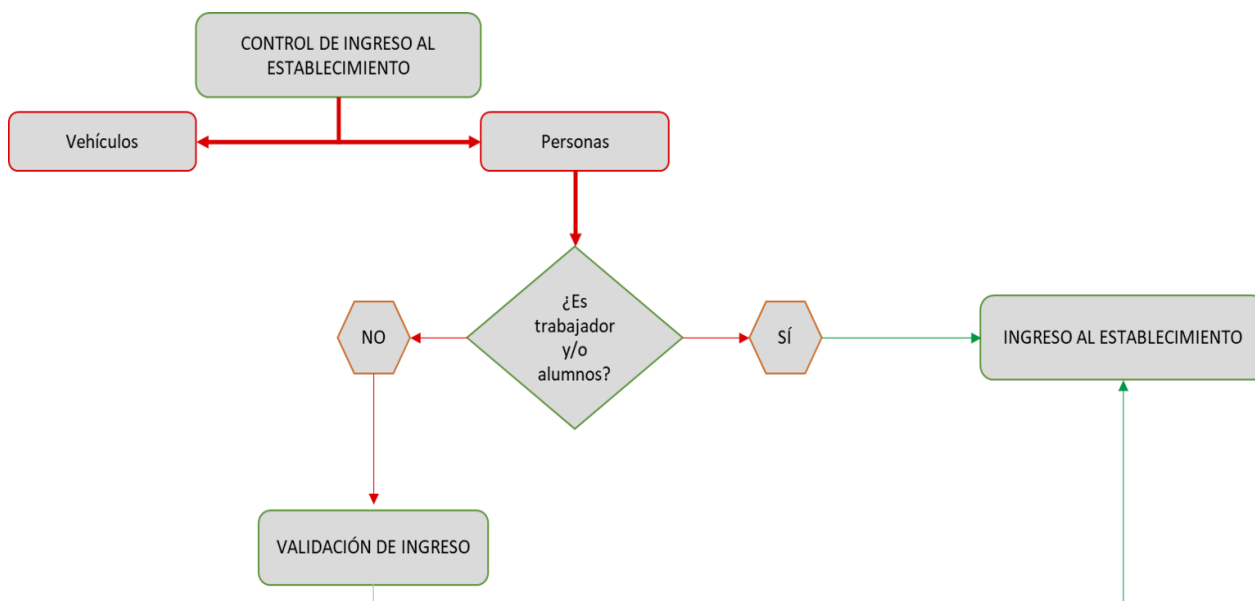 CONTROL DE INGRESO AL
ESTABLECIMIENTO
Vehículos
Personas
¿Es
trabajador
y/o
alumnos?
NO
SÍ
INGRESO AL ESTABLECIMIENTO
VALIDACIÓN DE INGRESO